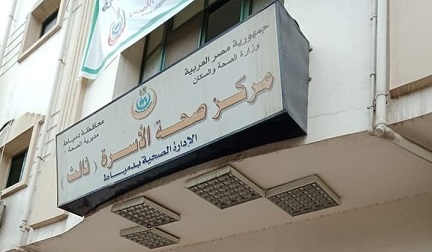 جمهورية مصر العربية
وزارة الصحة والسكان
محافظة دمياط
مديرية الصحة
مركز صحة الأسرة ( ثالث )
الإدارة الصحية بدمياط